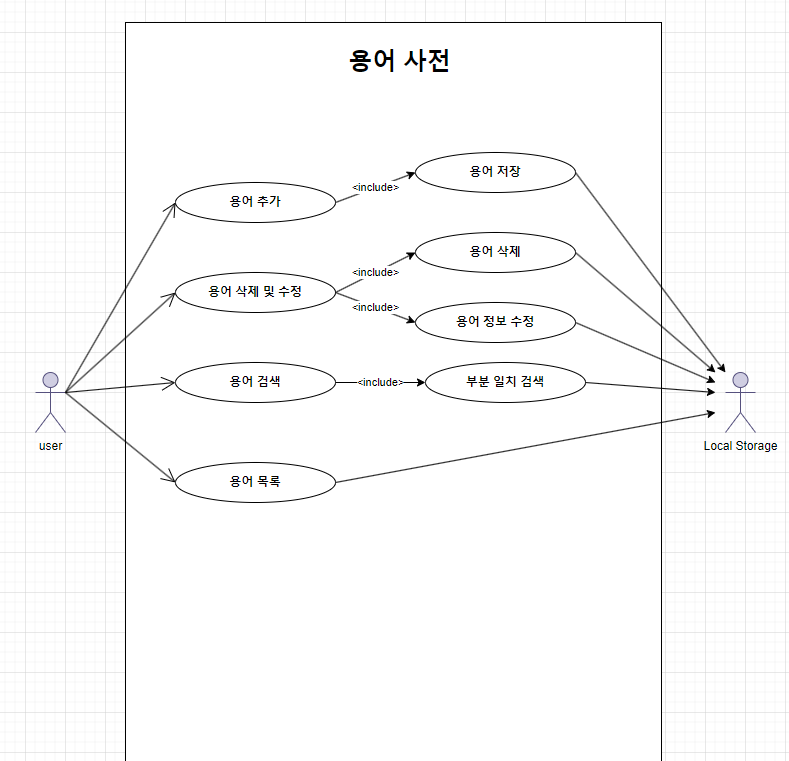 용어 사전
용어 저장
<include>
용어 추가
용어 삭제
<include>
용어 삭제 및 수정
<include>
용어 정보 수정
용어 검색
<include>
부분 일치 검색
user
Local Storage
용어 목록